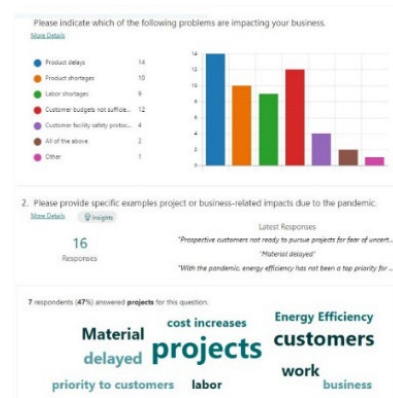 Please indicate which of the following problems are impacting your business.
More Details
Product delays 14
Product shortages 10
Labor shortages 9
Customer budgets not sufficie... 12
Customer facility safety protoc... 4
All of the above 2
Other 1
14
12
10
8
6
4
2
0
2. Please provide specific examples project or business-related impacts due to the pandemic.
More Details
Insights
16
Responses
Latest Responses
"Prospective customers not ready to pursue projects for fear of uncert...
"Material delayed"
"With the pandemic, energy efficiency has not been a top priority for ...
7 respondents (47%) answered projects for this question.
cost increases
Energy Efficiency
Material
projects
customers
delayed
work
priority to customers
labor
business